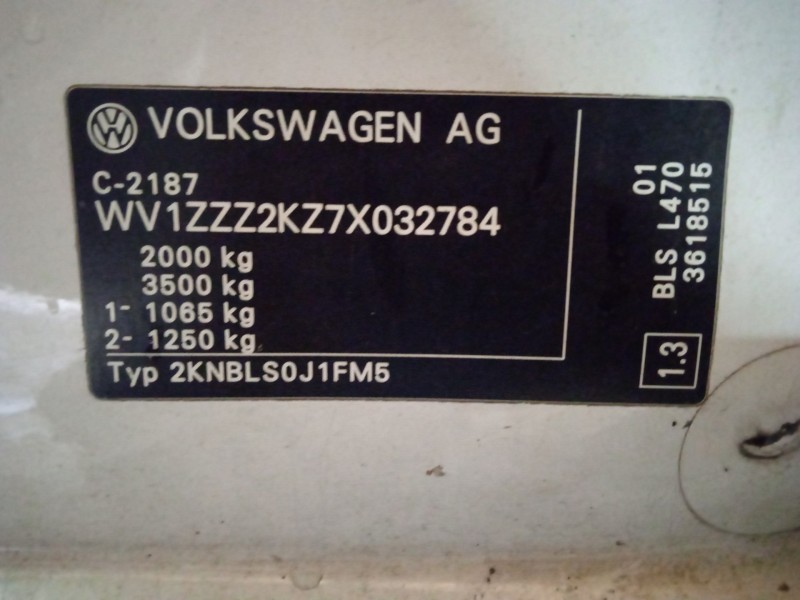 VOLKSWAGEN AG
C-2187
WV1ZZZ2KZ7X032784
2000 kg
3500 kg
1- 1065 kg
2- 1250 kg
Typ 2KNBLS0J1FM5
01
BLS L470
3618515
1.3